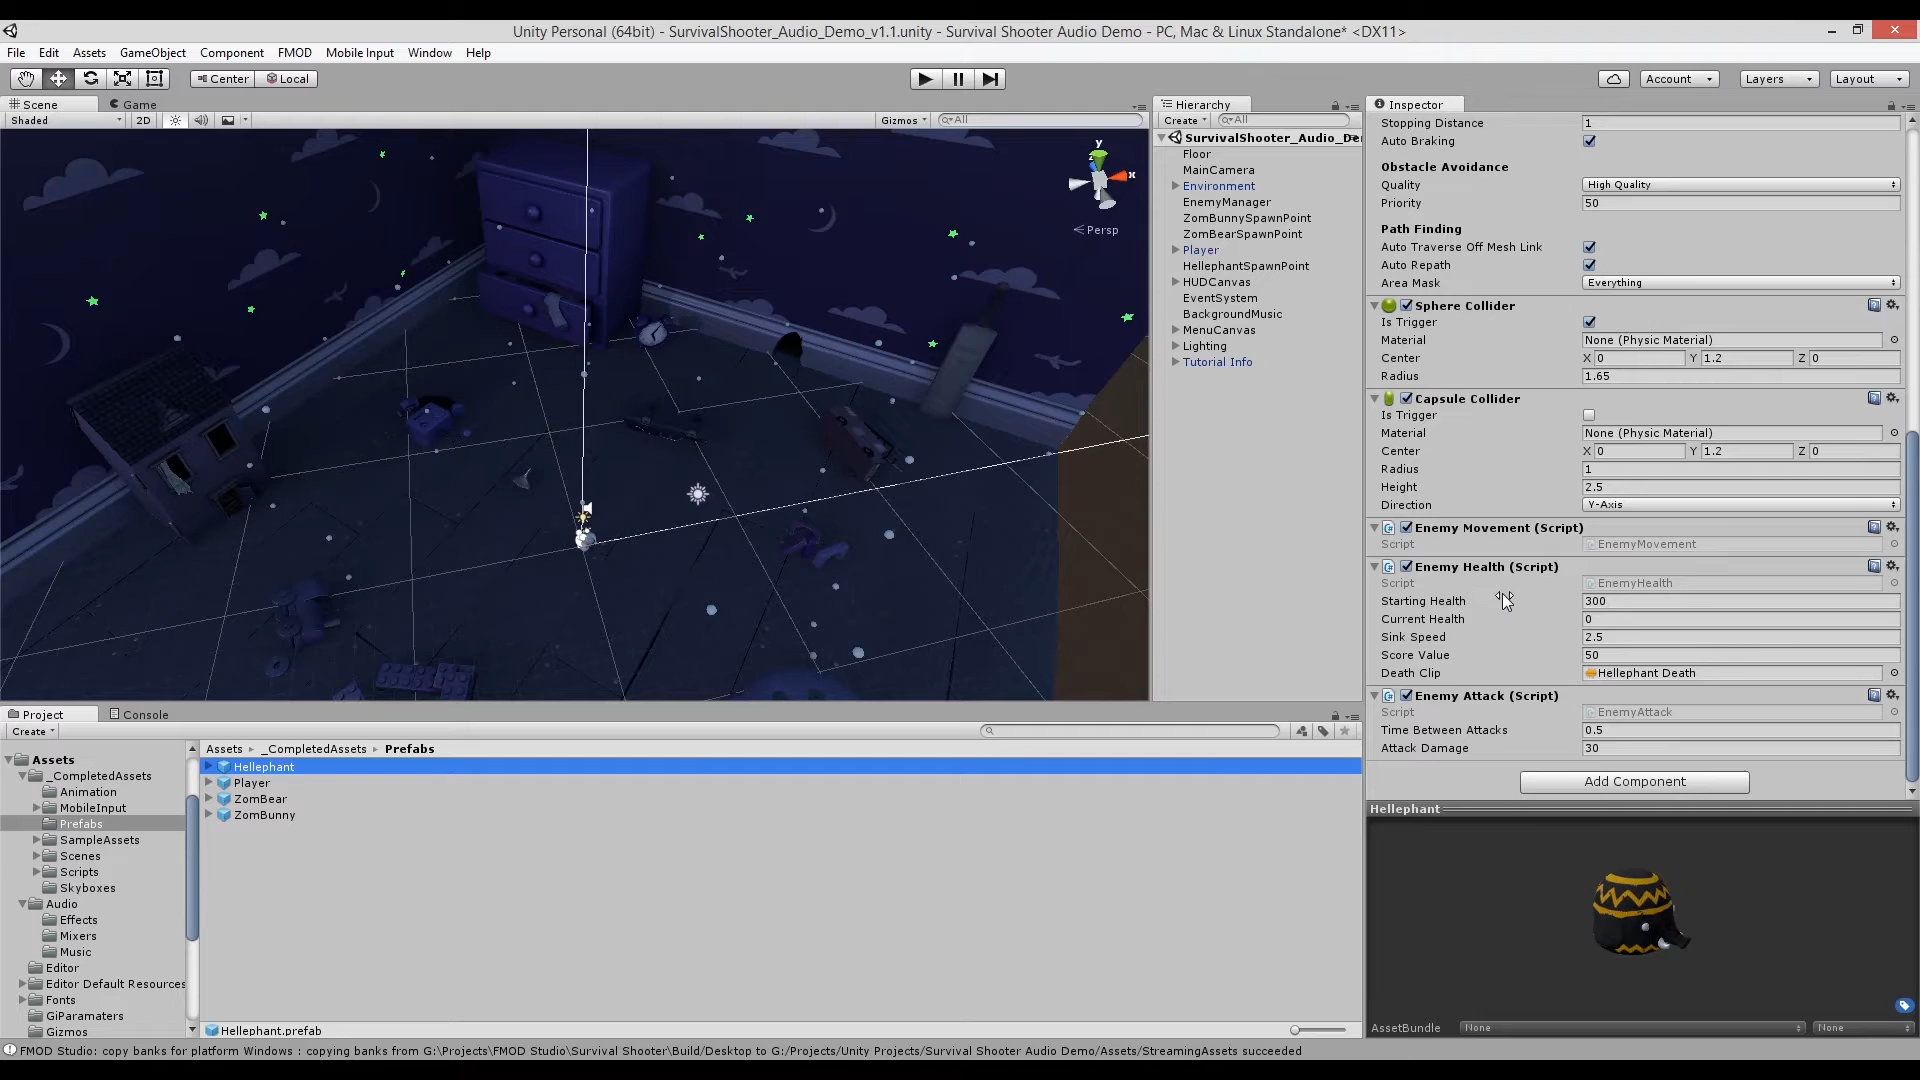 Unity Personal (64bit) - SurvivalShooter_Audio_Demo_v1.1.unity - Survival Shooter Audio Demo - PC, Mac & Linux Standalone* <DX11>
File Edit Assets GameObject Component FMOD Mobile Input Window Help
Center Local Account Layers Layout
Scene Game
Shaded 2D Gizmos All
y
x
Persp
Hierarchy
Create All
SurvivalShooter_Audio_De
Floor
MainCamera
Environment
EnemyManager
ZomBunnySpawnPoint
ZomBearSpawnPoint
Player
HellephantSpawnPoint
HUDCanvas
EventSystem
BackgroundMusic
MenuCanvas
Lighting
Tutorial Info
Inspector
Stopping Distance 1
Auto Braking
Obstacle Avoidance
Quality High Quality
Priority 50
Path Finding
Auto Traverse Off Mesh Link
Auto Repath
Area Mask Everything
Sphere Collider
Is Trigger
Material None (Physic Material)
Center X 0 Y 1.2 Z 0
Radius 1.65
Capsule Collider
Is Trigger
Material None (Physic Material)
Center X 0 Y 1.2 Z 0
Radius 1
Height 2.5
Direction Y-Axis
Enemy Movement (Script)
Script EnemyMovement
Enemy Health (Script)
Script EnemyHealth
Starting Health 300
Current Health 0
Sink Speed 2.5
Score Value 50
Death Clip Hellephant Death
Enemy Attack (Script)
Script EnemyAttack
Time Between Attacks 0.5
Attack Damage 30
Add Component
Hellephant
AssetBundle None None
Project Console
Create
Assets
_CompletedAssets
Animation
MobileInput
Prefabs
SampleAssets
Scenes
Scripts
Skyboxes
Audio
Effects
Mixers
Music
Editor
Editor Default Resources
Fonts
GiParamaters
Gizmos
Assets _CompletedAssets Prefabs
Hellephant
Player
ZomBear
ZomBunny
Hellephant.prefab
FMOD Studio: copy banks for platform Windows : copying banks from G:\Projects\FMOD Studio\Survival Shooter\Build/Desktop to G:/Projects/Unity Projects/Survival Shooter Audio Demo/Assets/StreamingAssets succeeded